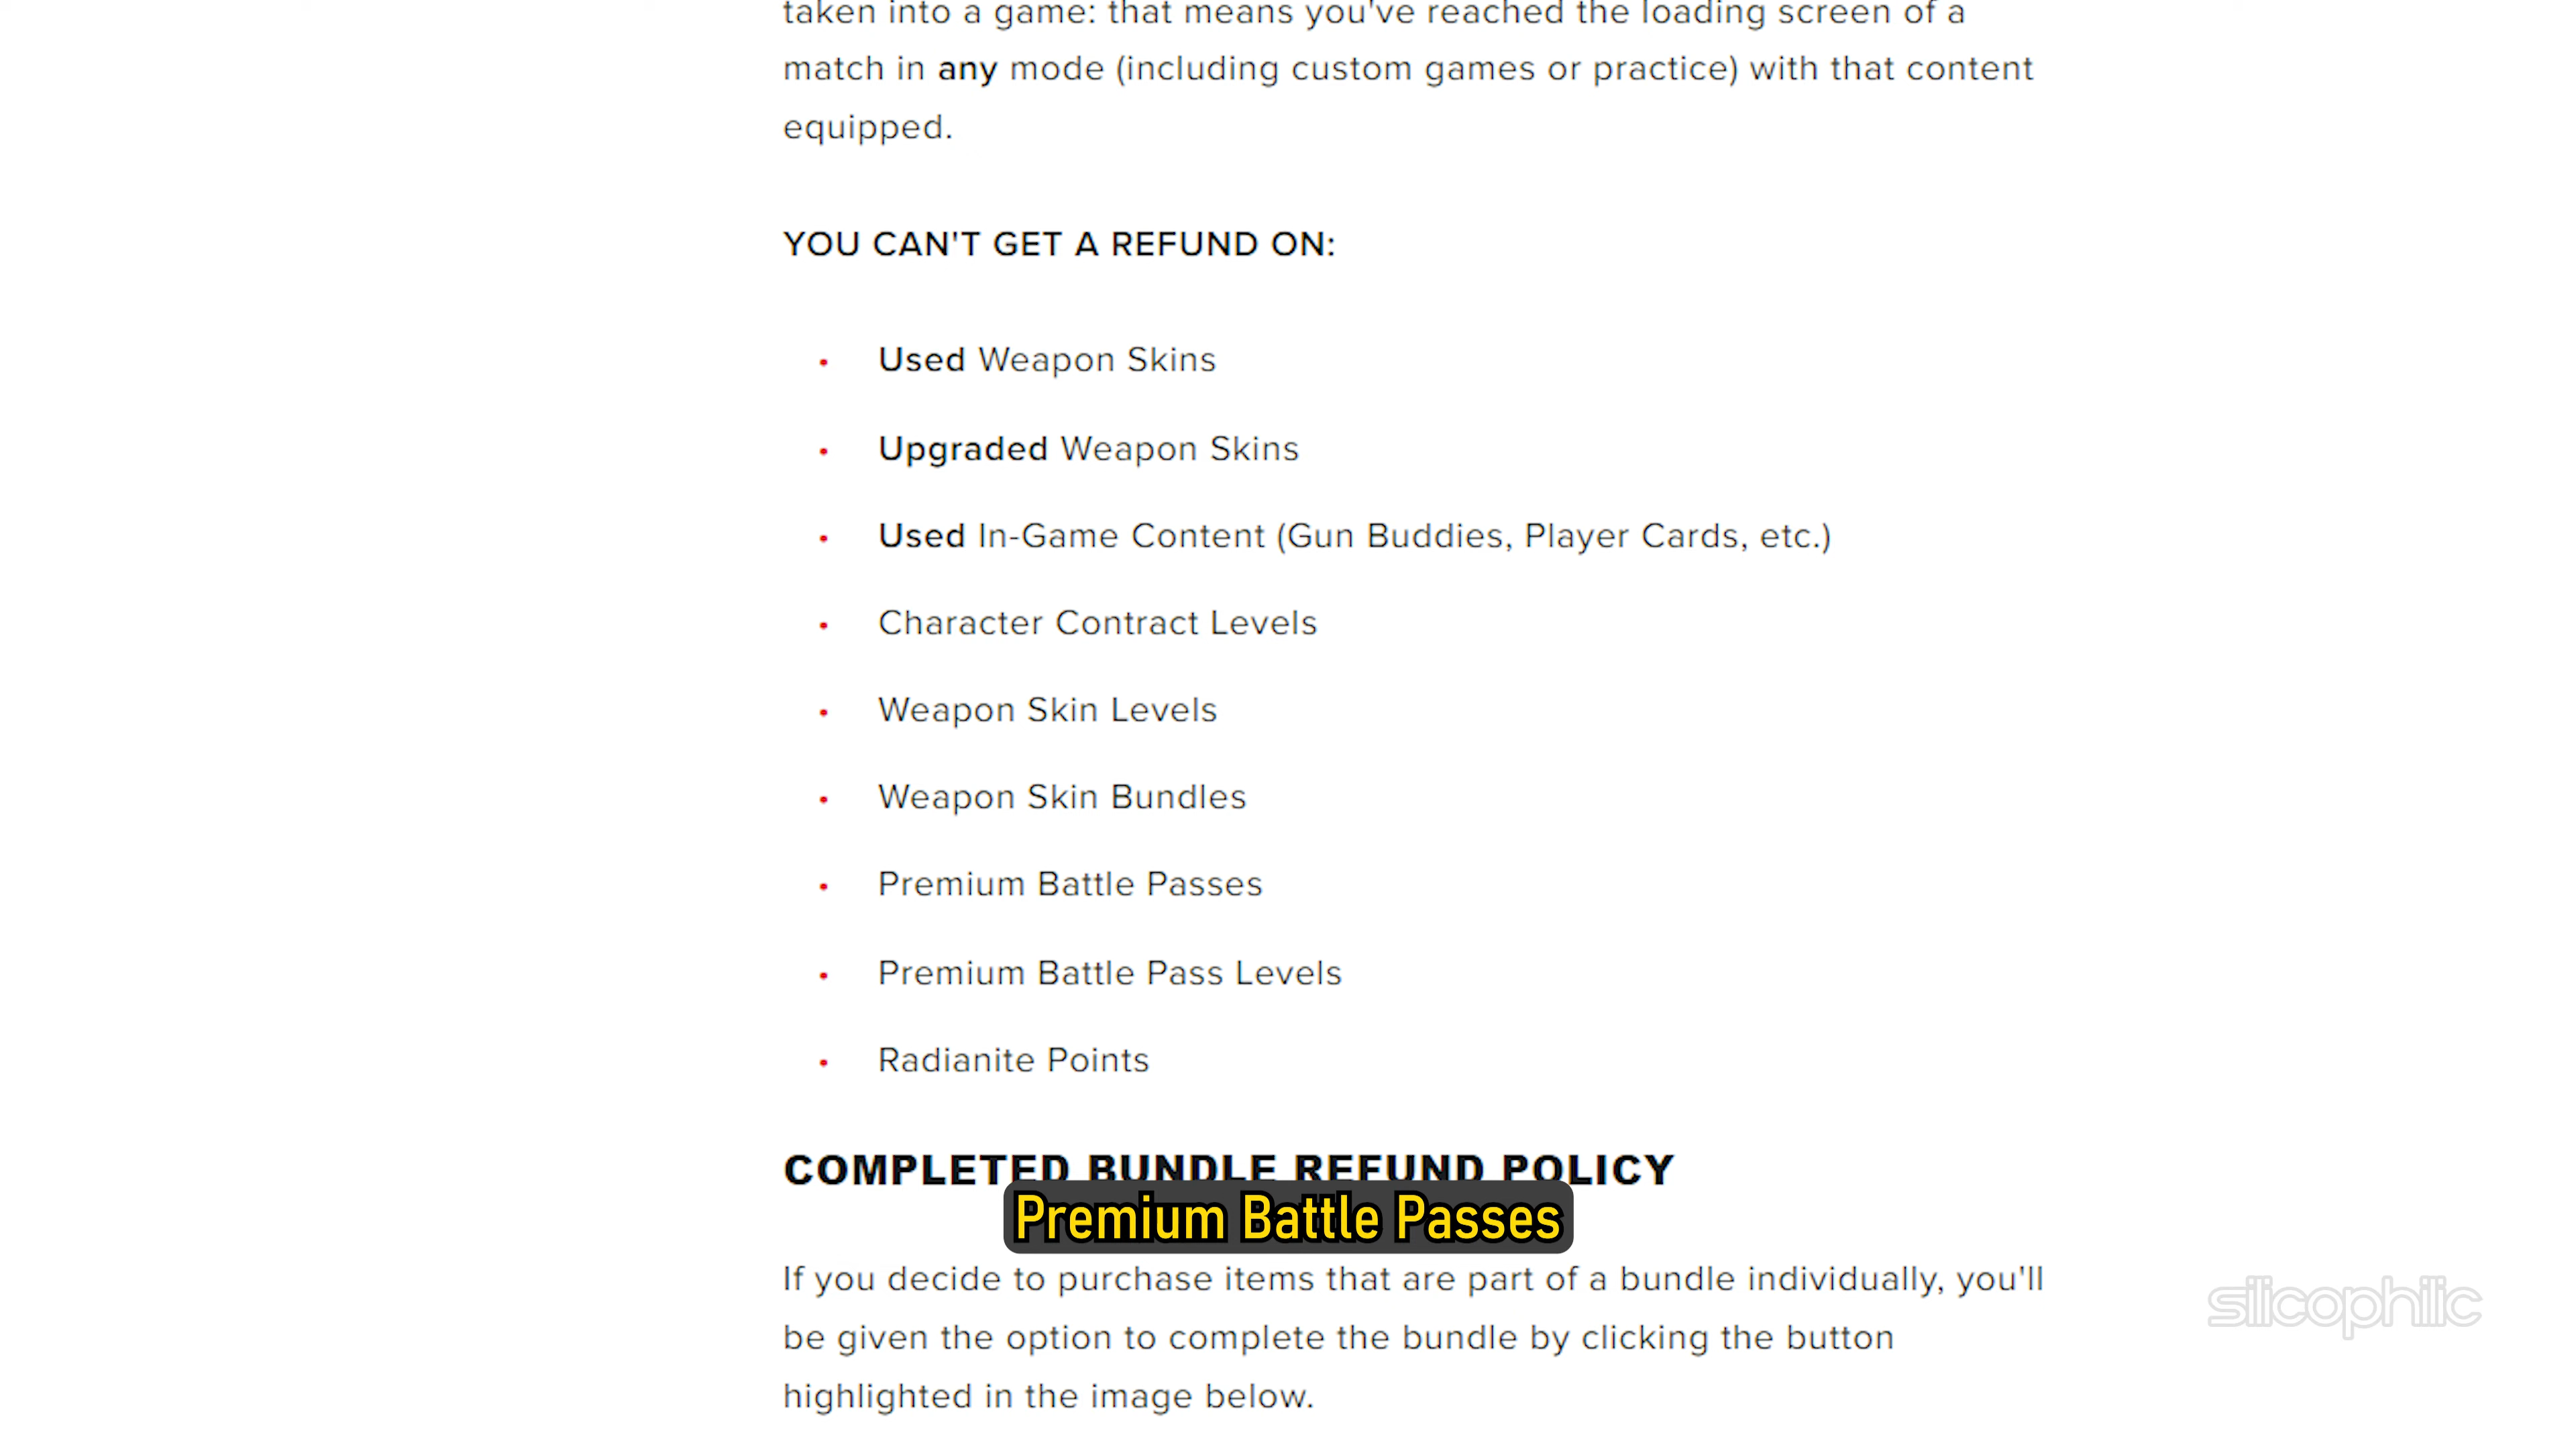 taken into a game: that means you've reached the loading screen of a
match in any mode (including custom games or practice) with that content
equipped.
YOU CAN'T GET A REFUND ON:
• Used Weapon Skins
• Upgraded Weapon Skins
• Used In-Game Content (Gun Buddies, Player Cards, etc.)
• Character Contract Levels
• Weapon Skin Levels
• Weapon Skin Bundles
• Premium Battle Passes
• Premium Battle Pass Levels
• Radianite Points
COMPLETED BUNDLE REFUND POLICY
Premium Battle Passes
If you decide to purchase items that are part of a bundle individually, you'll
be given the option to complete the bundle by clicking the button
highlighted in the image below.
silicophilic